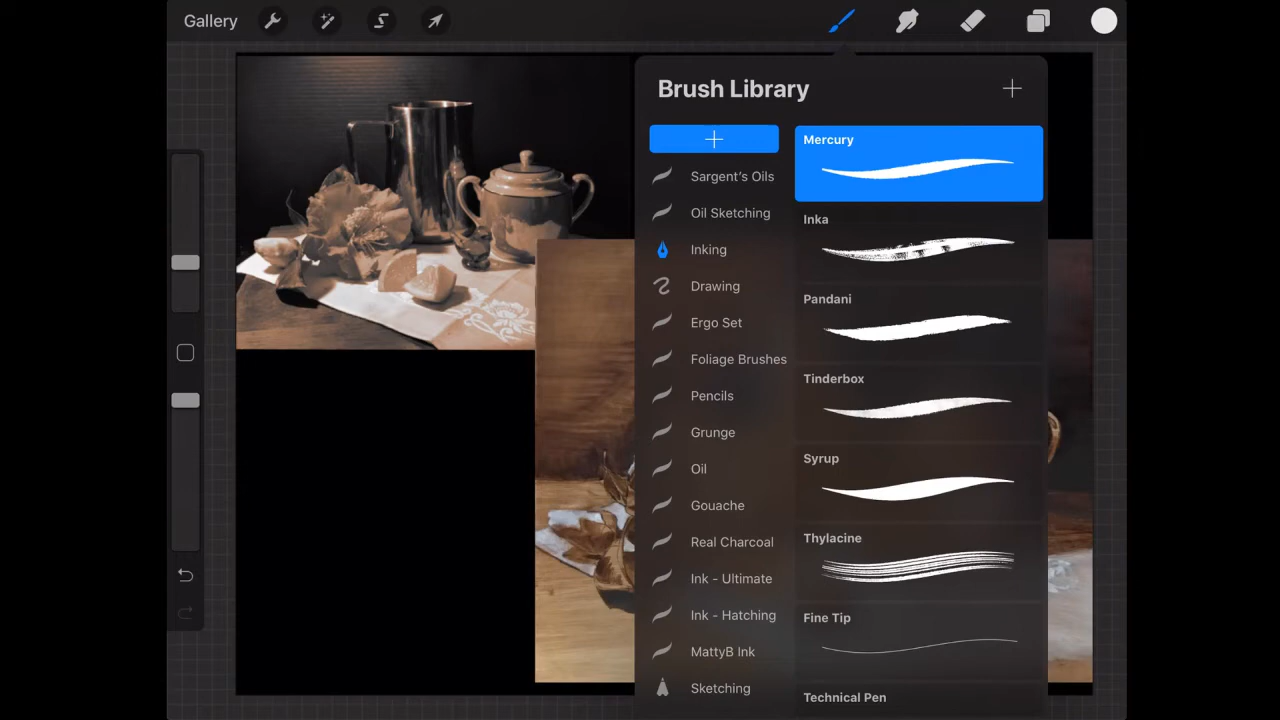 Gallery
Brush Library
Sargent's Oils
Oil Sketching
Inking
Drawing
Ergo Set
Foliage Brushes
Pencils
Grunge
Oil
Gouache
Real Charcoal
Ink - Ultimate
Ink - Hatching
MattyB Ink
Sketching
Mercury
Inka
Pandani
Tinderbox
Syrup
Thylacine
Fine Tip
Technical Pen